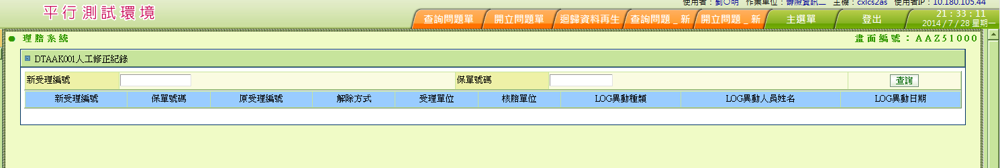 使用者：劉○明 作業單位：壽險資訊二 主機：cxlcs2as 使用者IP：10.180.105.44
平行測試環境
查詢問題單 開立問題單 迴歸資料再生 查詢問題_新 開立問題_新 主選單 登出 21：33：11
2014 / 7 / 28 星期一
理賠系統 畫面編號：AAZ51000
DTAAK001人工修正紀錄
新受理編號 保單號碼 查詢
新受理編號 保單號碼 原受理編號 解除方式 受理單位 核賠單位 LOG異動種類 LOG異動人員姓名 LOG異動日期